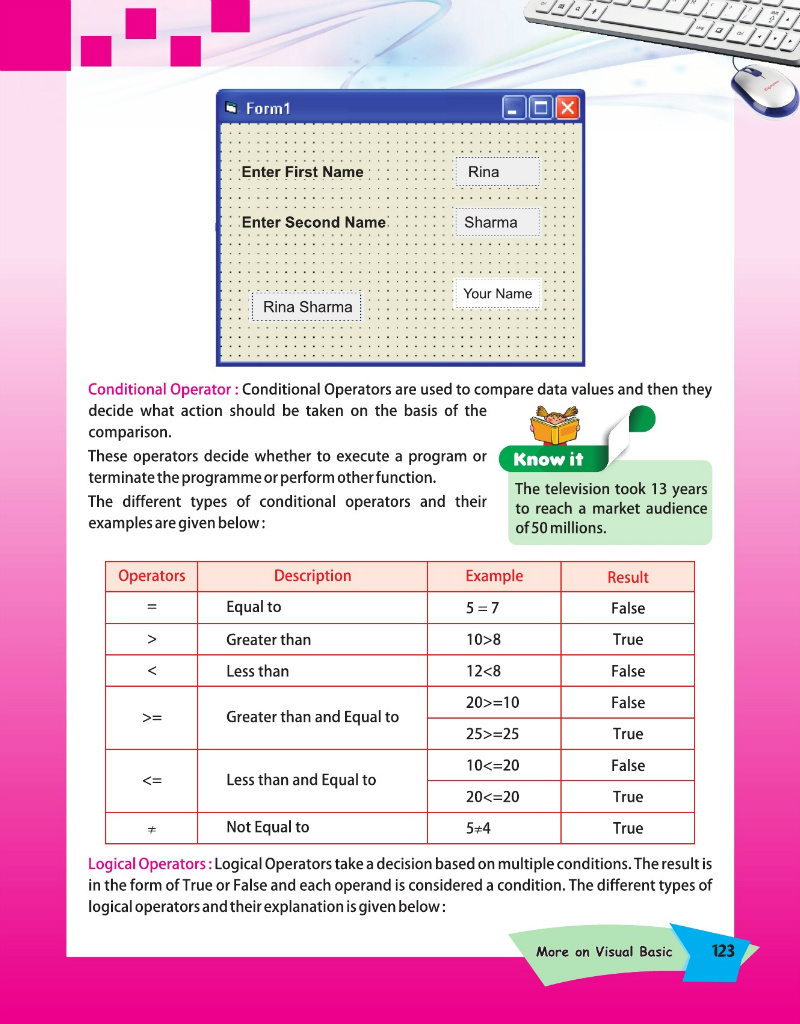 Form1
Enter First Name Rina
Enter Second Name Sharma
Rina Sharma Your Name
Conditional Operator : Conditional Operators are used to compare data values and then they
decide what action should be taken on the basis of the
comparison.
These operators decide whether to execute a program or
terminate the programme or perform other function.
The different types of conditional operators and their
examples are given below :
Know it
The television took 13 years
to reach a market audience
of 50 millions.
Operators Description Example Result
= Equal to 5 = 7 False
> Greater than 10>8 True
< Less than 12<8 False
>= Greater than and Equal to 20>=10 False
25>=25 True
<= Less than and Equal to 10<=20 False
20<=20 True
≠ Not Equal to 5≠4 True
Logical Operators : Logical Operators take a decision based on multiple conditions. The result is
in the form of True or False and each operand is considered a condition. The different types of
logical operators and their explanation is given below :
More on Visual Basic 123